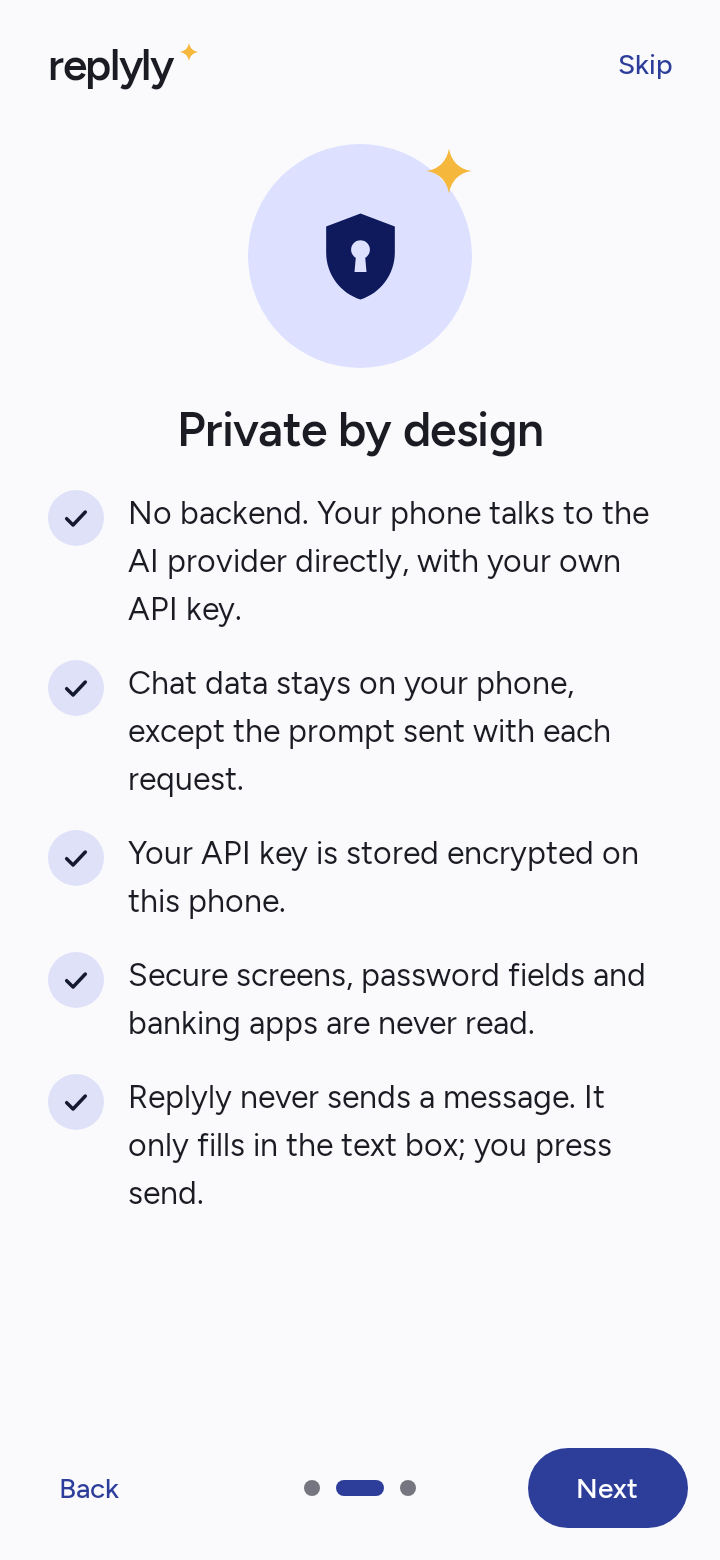 replyly
Skip
Private by design
No backend. Your phone talks to the
AI provider directly, with your own
API key.
Chat data stays on your phone,
except the prompt sent with each
request.
Your API key is stored encrypted on
this phone.
Secure screens, password fields and
banking apps are never read.
Replyly never sends a message. It
only fills in the text box; you press
send.
Back
Next